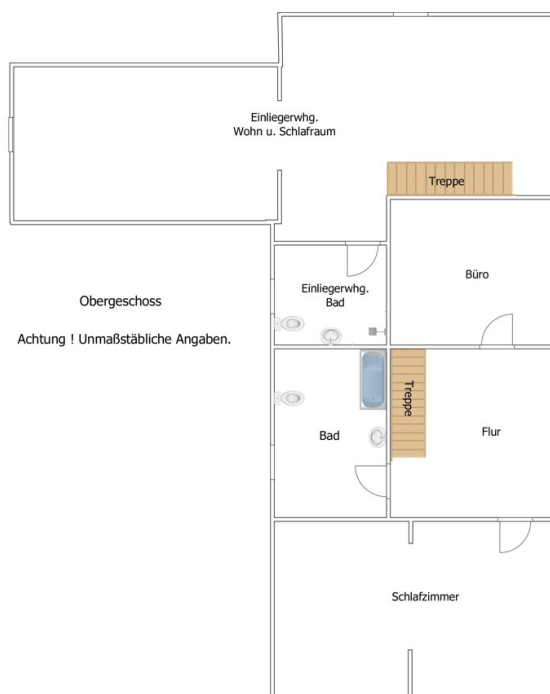 Einliegerwhg.
Wohn u. Schlafraum
Treppe
Büro
Einliegerwhg.
Bad
Obergeschoss
Achtung ! Unmaßstäbliche Angaben.
Treppe
Bad
Flur
Schlafzimmer